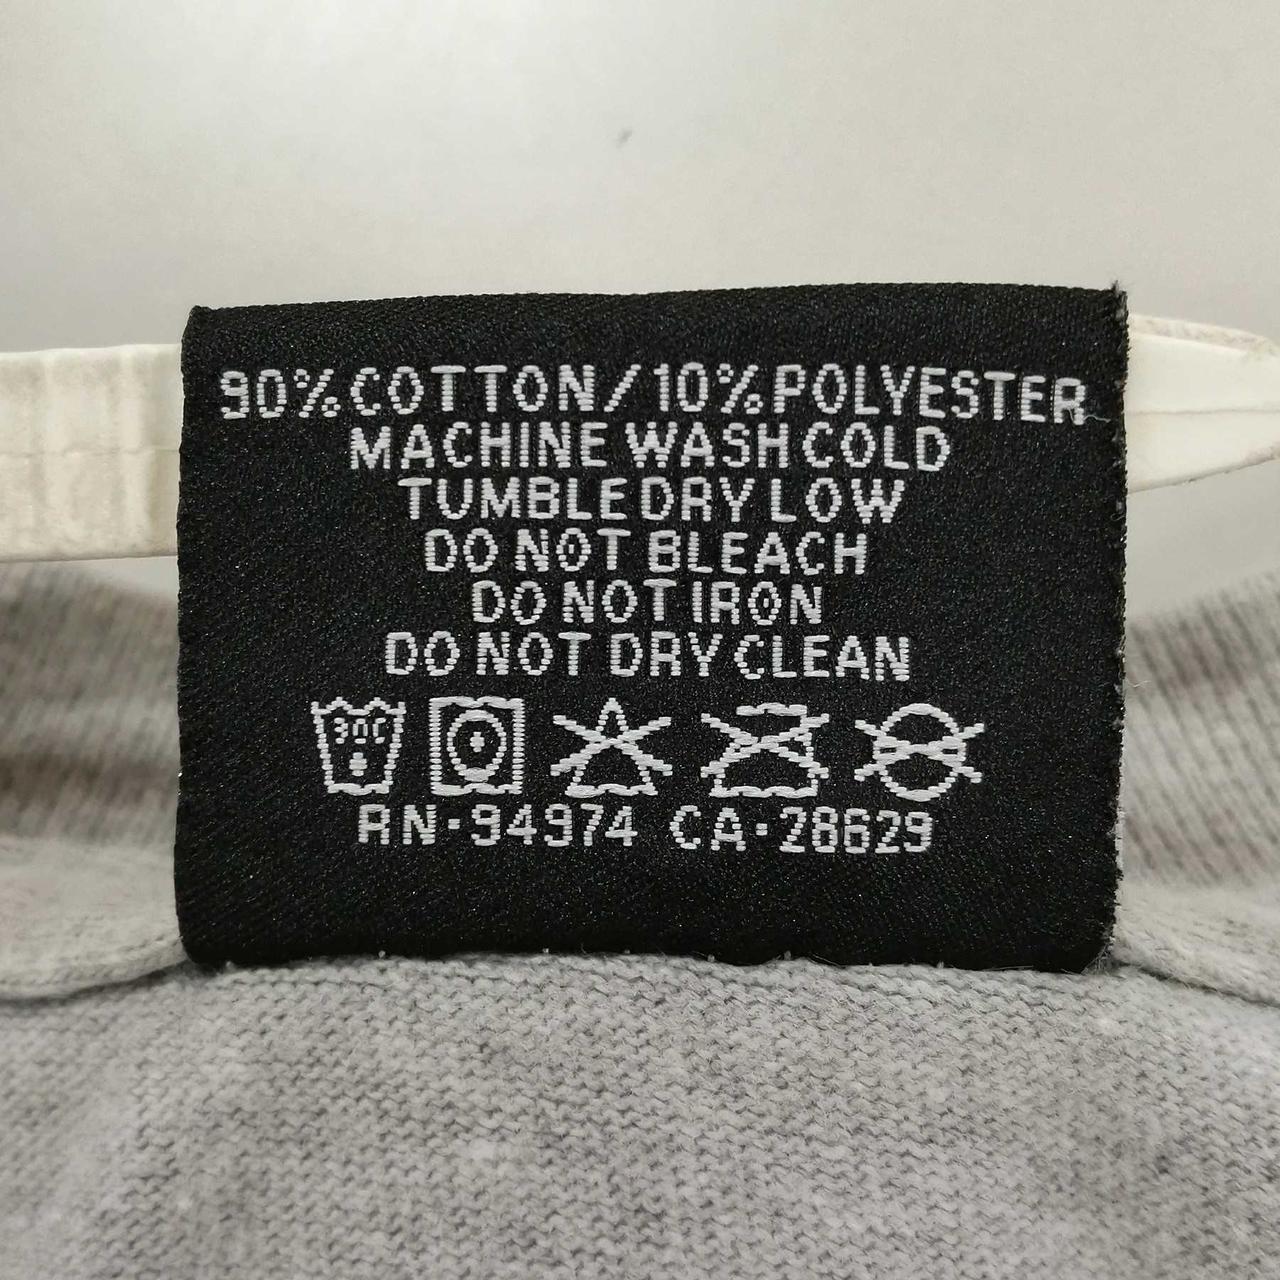 90% COTTON/10% POLYESTER
MACHINE WASH COLD
TUMBLE DRY LOW
DO NOT BLEACH
DO NOT IRON
DO NOT DRY CLEAN
30C
RN·94974 CA·28629